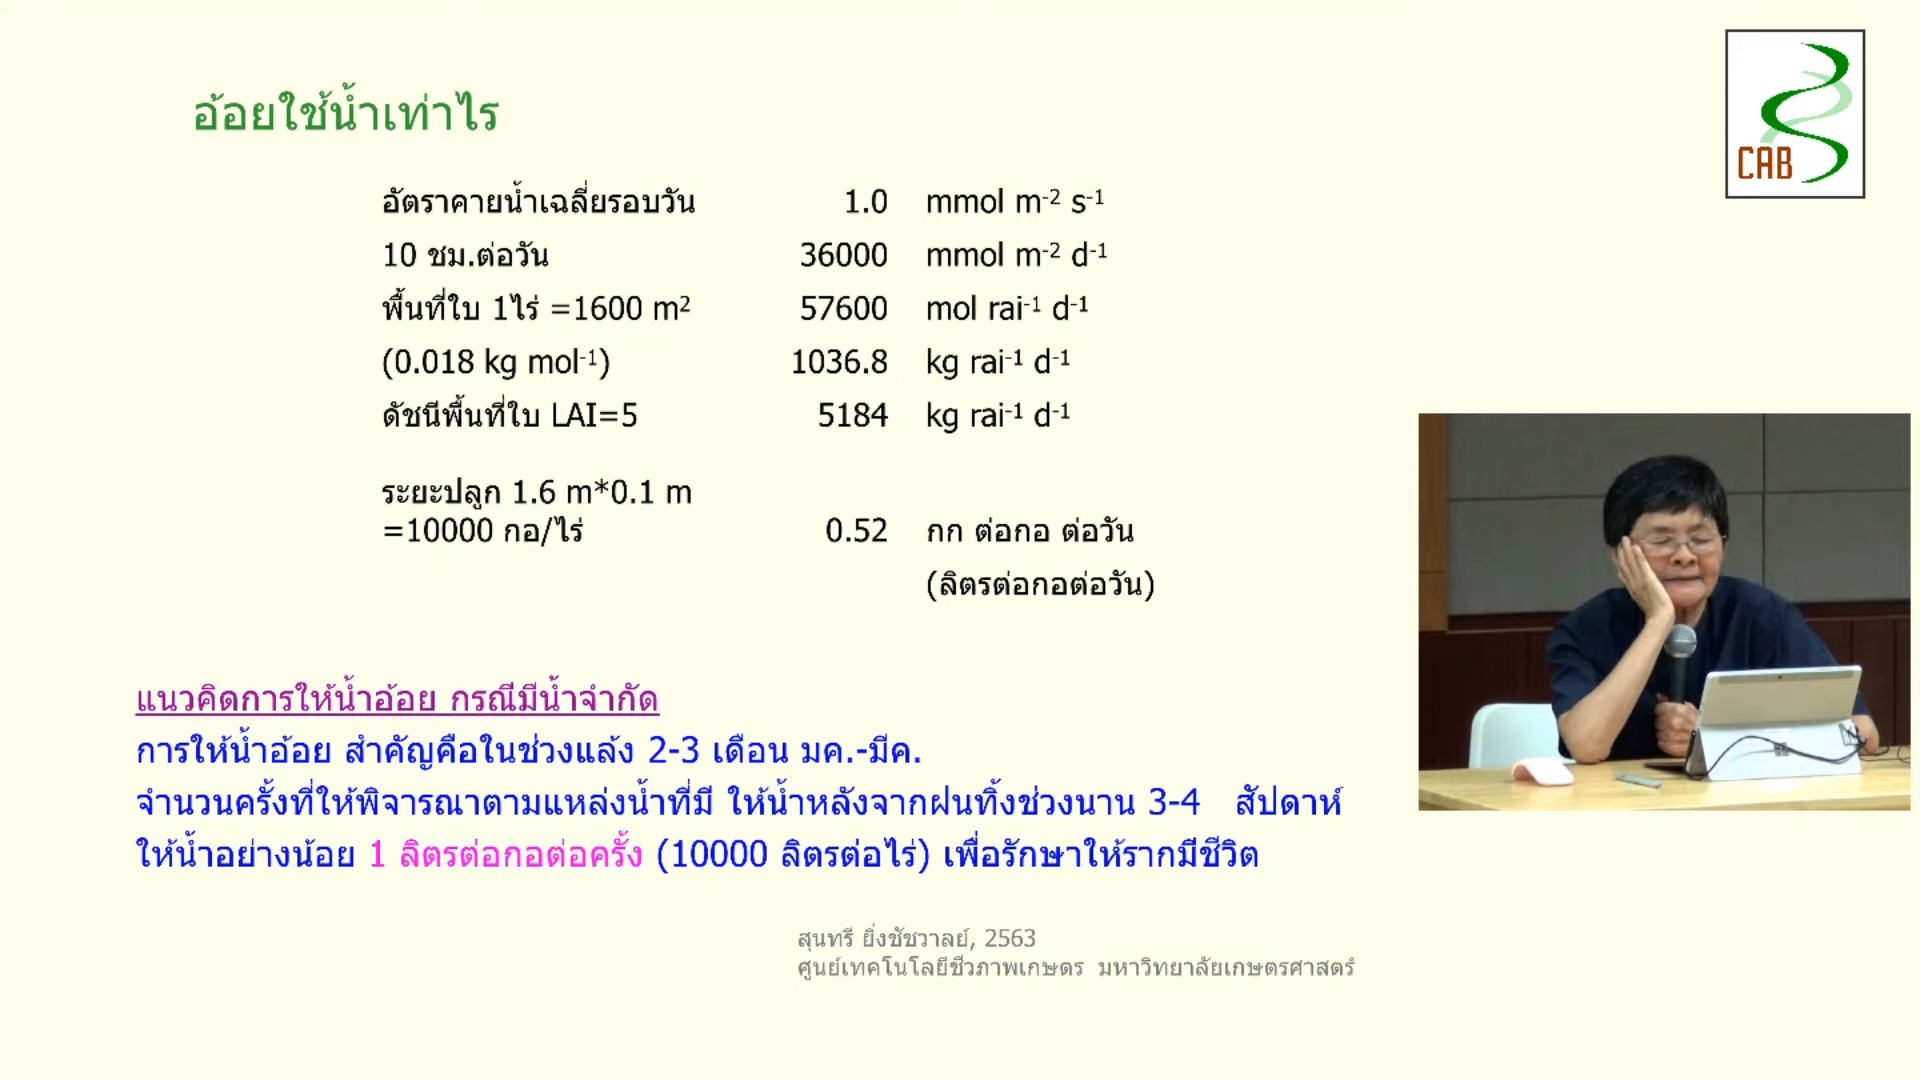 CAB
อ้อยใช้น้ำเท่าไร
อัตราคายน้ำเฉลี่ยรอบวัน 1.0 mmol m-2 s-1
10 ชม.ต่อวัน 36000 mmol m-2 d-1
พื้นที่ใบ 1ไร่ =1600 m2 57600 mol rai-1 d-1
(0.018 kg mol-1) 1036.8 kg rai-1 d-1
ดัชนีพื้นที่ใบ LAI=5 5184 kg rai-1 d-1
ระยะปลูก 1.6 m*0.1 m
=10000 กอ/ไร่ 0.52 กก ต่อกอ ต่อวัน
(ลิตรต่อกอต่อวัน)
แนวคิดการให้น้ำอ้อย กรณีมีน้ำจำกัด
การให้น้ำอ้อย สำคัญคือในช่วงแล้ง 2-3 เดือน มค.-มีค.
จำนวนครั้งที่ให้พิจารณาตามแหล่งน้ำที่มี ให้น้ำหลังจากฝนทิ้งช่วงนาน 3-4 สัปดาห์
ให้น้ำอย่างน้อย 1 ลิตรต่อกอต่อครั้ง (10000 ลิตรต่อไร่) เพื่อรักษาให้รากมีชีวิต
สุนทรี ยิ่งชัชวาลย์, 2563
ศูนย์เทคโนโลยีชีวภาพเกษตร มหาวิทยาลัยเกษตรศาสตร์